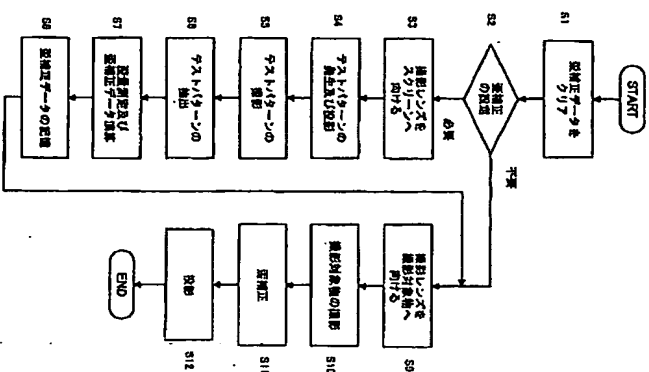 START
S1
歪補正データを
クリア
S2
歪補正
の設定
必要
不要
S3
撮影レンズを
スクリーンへ
向ける
S4
テストパターンの
発生及び投影
S5
テストパターンの
撮影
S6
テストパターンの
抽出
S7
位置測定及び
歪補正データ演算
S8
歪補正データの記憶
S9
撮影レンズを
撮影対象物へ
向ける
S10
撮影対象物の撮影
S11
歪補正
S12
投影
END